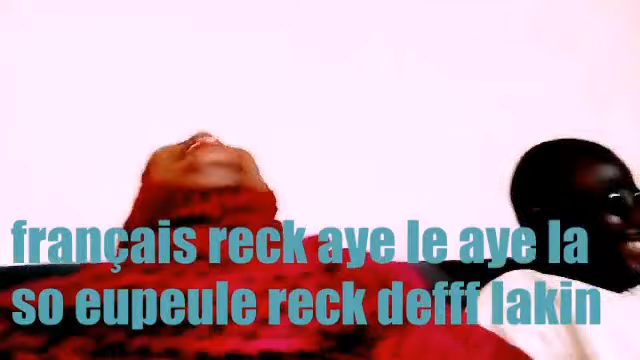 français reck aye le aye la
so eupeule reck defff lakin